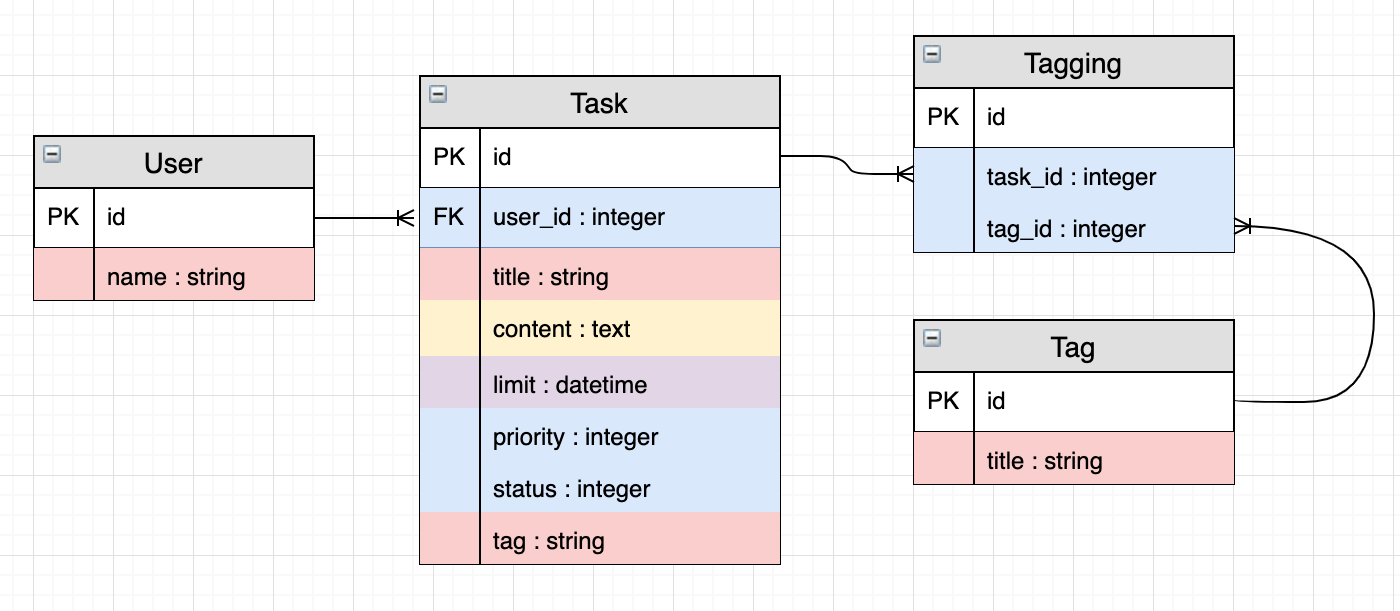 User
PK id
name : string
Task
PK id
FK user_id : integer
title : string
content : text
limit : datetime
priority : integer
status : integer
tag : string
Tagging
PK id
task_id : integer
tag_id : integer
Tag
PK id
title : string